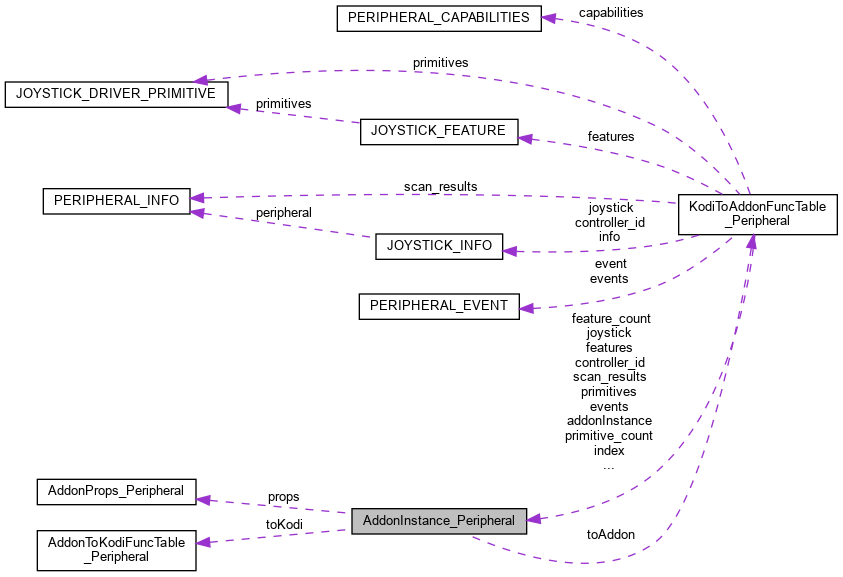 PERIPHERAL_CAPABILITIES
capabilities
primitives
JOYSTICK_DRIVER_PRIMITIVE
primitives
JOYSTICK_FEATURE
features
scan_results
PERIPHERAL_INFO
peripheral
KodiToAddonFuncTable
_Peripheral
joystick
controller_id
info
JOYSTICK_INFO
event
events
PERIPHERAL_EVENT
feature_count
joystick
features
controller_id
scan_results
primitives
events
addonInstance
primitive_count
index
...
AddonProps_Peripheral
props
AddonInstance_Peripheral
toKodi
AddonToKodiFuncTable
_Peripheral
toAddon